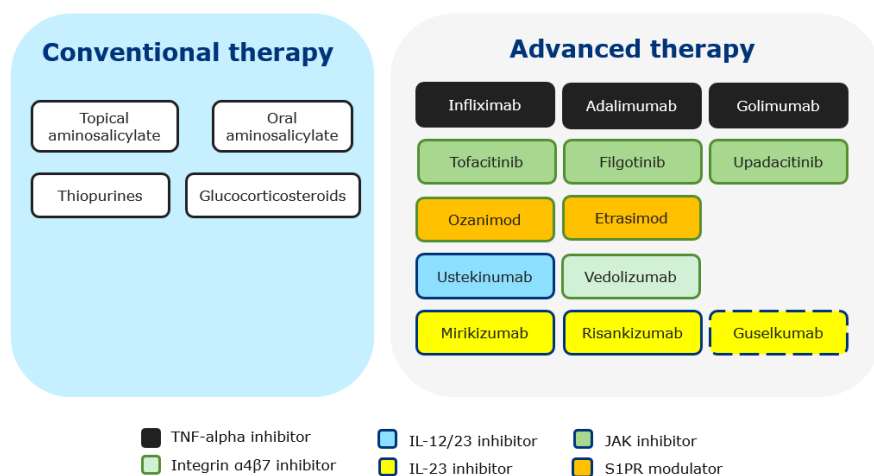 Conventional therapy
Topical
aminosalicylate
Oral
aminosalicylate
Thiopurines
Glucocorticosteroids
Advanced therapy
Infliximab
Adalimumab
Golimumab
Tofacitinib
Filgotinib
Upadacitinib
Ozanimod
Etrasimod
Ustekinumab
Vedolizumab
Mirikizumab
Risankizumab
Guselkumab
TNF-alpha inhibitor
IL-12/23 inhibitor
JAK inhibitor
Integrin α4β7 inhibitor
IL-23 inhibitor
S1PR modulator